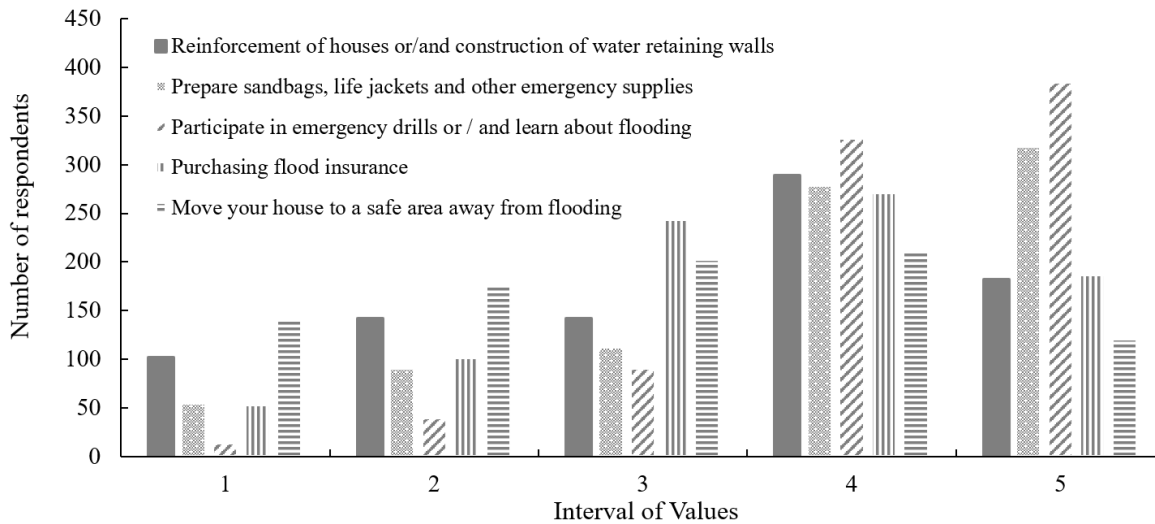 450
400
350
300
250
200
150
100
50
0
Number of respondents
Reinforcement of houses or/and construction of water retaining walls
Prepare sandbags, life jackets and other emergency supplies
Participate in emergency drills or / and learn about flooding
Purchasing flood insurance
Move your house to a safe area away from flooding
1 2 3 4 5
Interval of Values